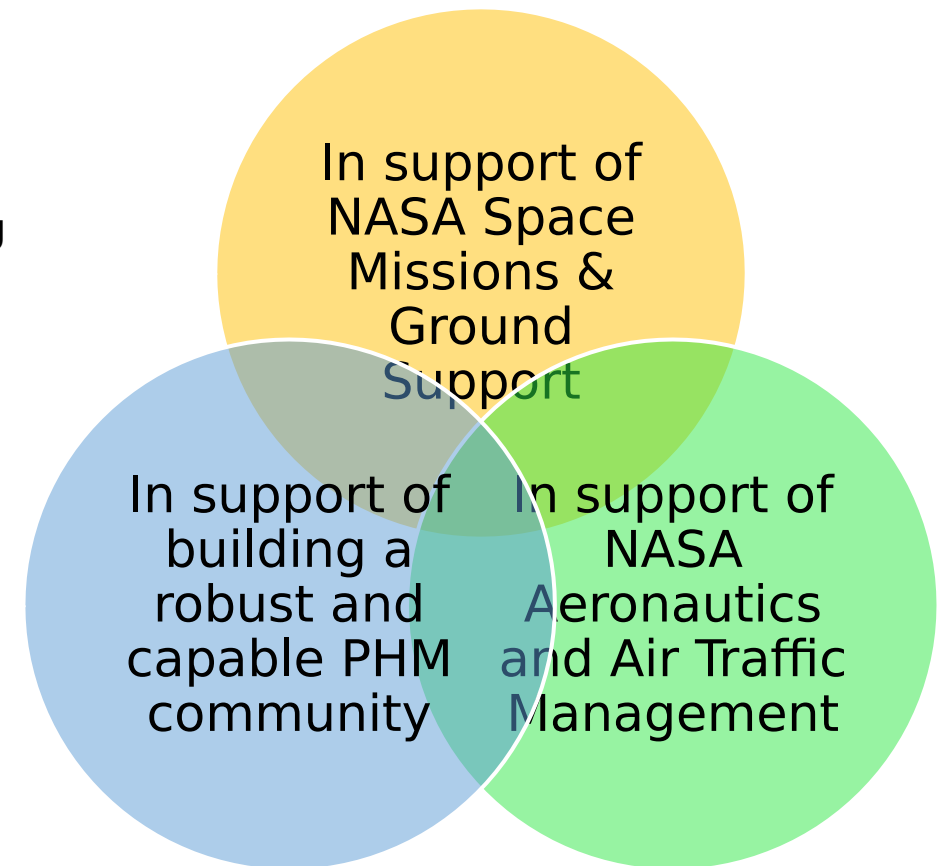 In support of
NASA Space
Missions &
Ground
Support
In support of
building a
robust and
capable PHM
community
In support of
NASA
Aeronautics
and Air Traffic
Management